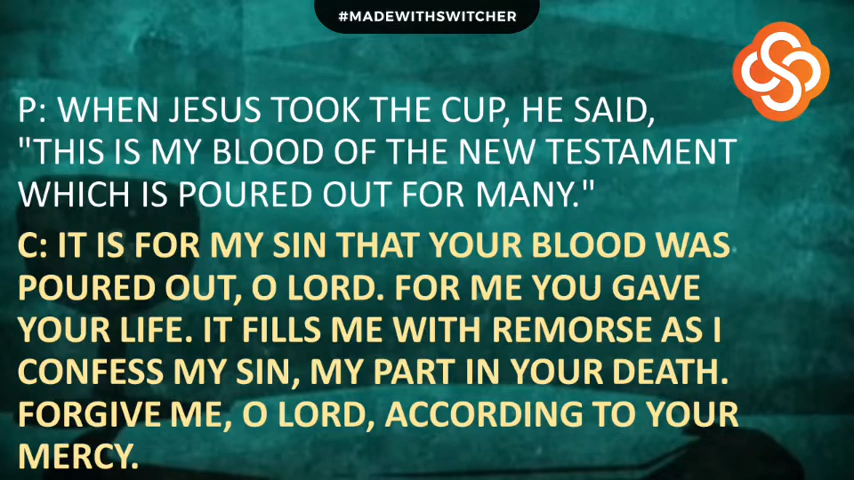 #MADEWITHSWITCHER
P: WHEN JESUS TOOK THE CUP, HE SAID,
"THIS IS MY BLOOD OF THE NEW TESTAMENT
WHICH IS POURED OUT FOR MANY."
C: IT IS FOR MY SIN THAT YOUR BLOOD WAS
POURED OUT, O LORD. FOR ME YOU GAVE
YOUR LIFE. IT FILLS ME WITH REMORSE AS I
CONFESS MY SIN, MY PART IN YOUR DEATH.
FORGIVE ME, O LORD, ACCORDING TO YOUR
MERCY.